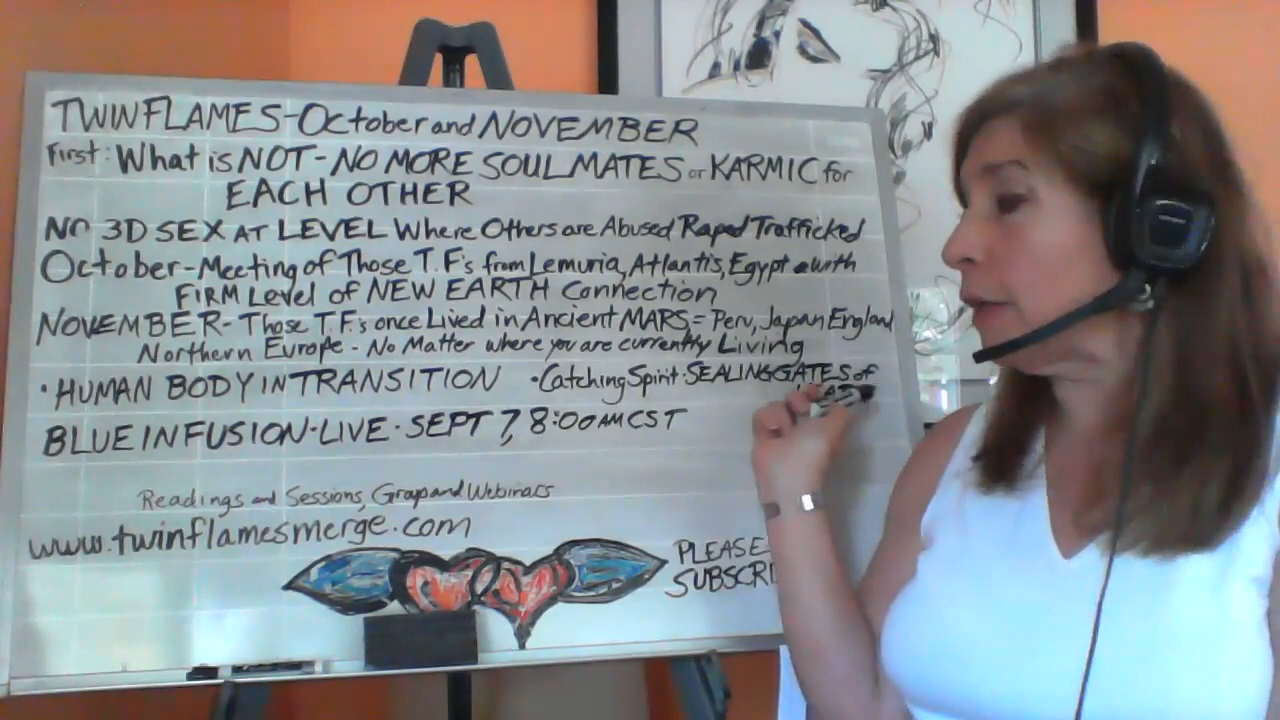 TWINFLAMES-October and NOVEMBER
First: What is NOT - NO MORE SOULMATES or KARMIC for
EACH OTHER
NO 3D SEX AT LEVEL Where Others are Abused Raped Trafficked
October-Meeting of Those T.F's from Lemuria, Atlantis, Egypt with
FIRM Level of NEW EARTH Connection
NOVEMBER- Those T.F.'s once Lived in Ancient MARS = Peru, Japan England
Northern Europe - No Matter where you are currently Living
• HUMAN BODY IN TRANSITION • Catching Spirit: SEALING GATES of
BLUE INFUSION·LIVE· SEPT 7, 8:00 AM CST
Readings and Sessions, Group and Webinars
www.twinflamesmerge.com
PLEASE
SUBSCRI